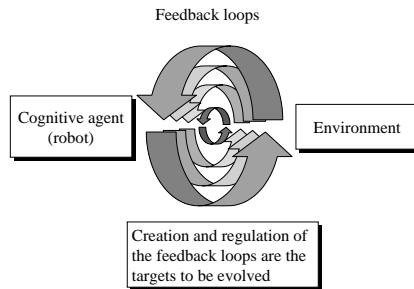 Feedback loops
Cognitive agent
(robot)
Environment
Creation and regulation of
the feedback loops are the
targets to be evolved